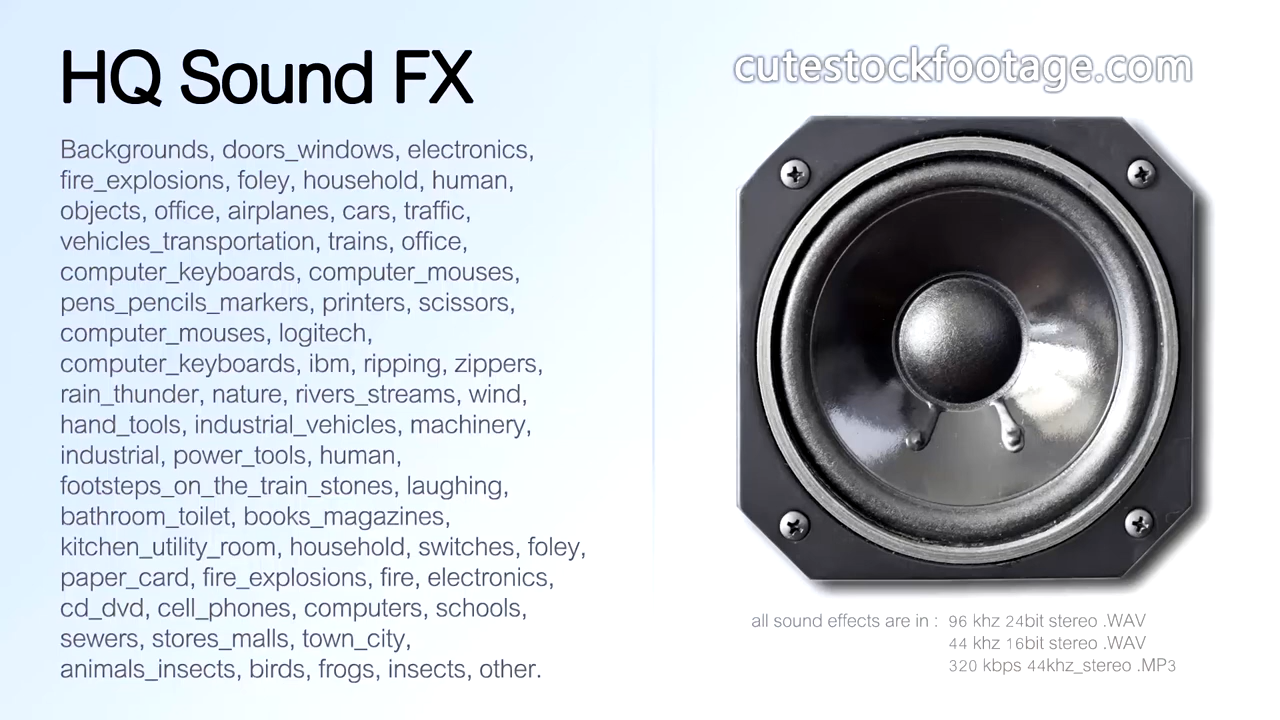 HQ Sound FX
cutestockfootage.com
Backgrounds, doors_windows, electronics,
fire_explosions, foley, household, human,
objects, office, airplanes, cars, traffic,
vehicles_transportation, trains, office,
computer_keyboards, computer_mouses,
pens_pencils_markers, printers, scissors,
computer_mouses, logitech,
computer_keyboards, ibm, ripping, zippers,
rain_thunder, nature, rivers_streams, wind,
hand_tools, industrial_vehicles, machinery,
industrial, power_tools, human,
footsteps_on_the_train_stones, laughing,
bathroom_toilet, books_magazines,
kitchen_utility_room, household, switches, foley,
paper_card, fire_explosions, fire, electronics,
cd_dvd, cell_phones, computers, schools,
sewers, stores_malls, town_city,
animals_insects, birds, frogs, insects, other.
all sound effects are in : 96 khz 24bit stereo .WAV
44 khz 16bit stereo .WAV
320 kbps 44khz_stereo .MP3